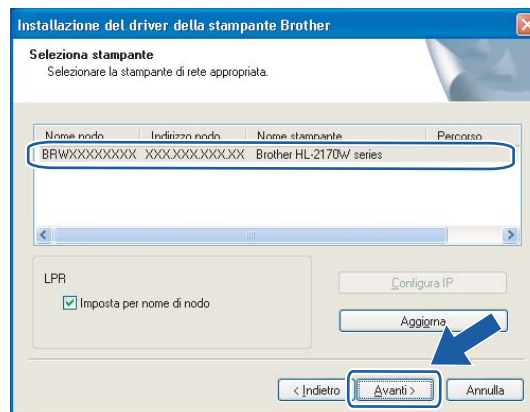 Installazione del driver della stampante Brother
Seleziona stampante
Selezionare la stampante di rete appropriata.
Nome nodo Indirizzo nodo Nome stampante Percorso
BRWXXXXXXXX XXX.XXX.XXX.XX Brother HL-2170W series
LPR
Imposta per nome di nodo
Configura IP
Aggiorna
< Indietro Avanti > Annulla